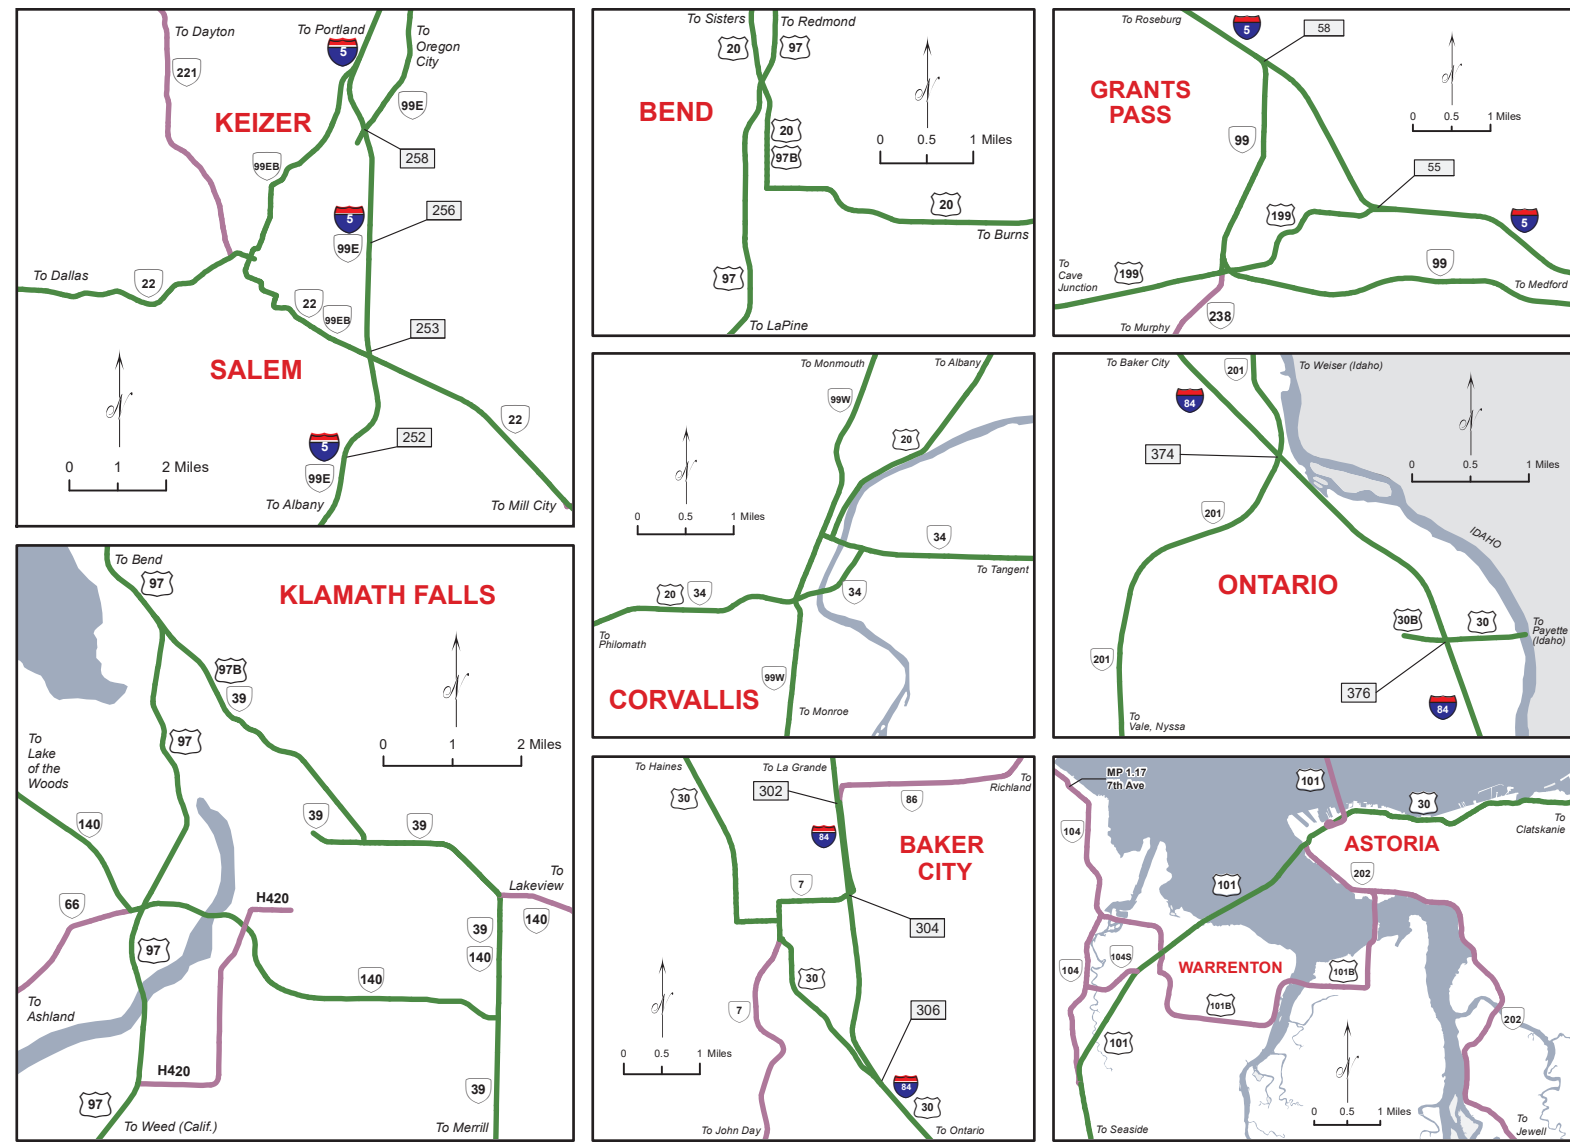 To Dayton
To Portland
To
Oregon
City
5
221
99E
KEIZER
258
99EB
256
5
99E
To Dallas
22
22
99EB
253
SALEM
22
5
252
99E
0 1 2 Miles
To Albany
To Mill City
N
To Sisters
To Redmond
20
97
BEND
N
20
97B
0 0.5 1 Miles
20
To Burns
97
To LaPine
To Roseburg
5
58
GRANTS
PASS
N
0 0.5 1 Miles
99
55
199
5
To
Cave
Junction
199
99
To Medford
238
To Murphy
To Bend
97
KLAMATH FALLS
97B
39
N
97
0 1 2 Miles
To
Lake
of the
Woods
140
39
39
To
Lakeview
H420
66
140
39
97
140
140
To
Ashland
H420
39
97
To Weed (Calif.)
To Merrill
To Monmouth
To Albany
99W
20
N
0 0.5 1 Miles
34
To Tangent
20
34
34
To
Philomath
99W
CORVALLIS
To Monroe
To Baker City
201
To Weiser (Idaho)
84
N
374
0 0.5 1 Miles
201
IDAHO
ONTARIO
30B
30
To
Payette
(Idaho)
201
376
84
To
Vale, Nyssa
To Haines
To La Grande
To
Richland
302
30
86
84
BAKER
CITY
7
304
30
N
7
306
0 0.5 1 Miles
84
30
To John Day
To Ontario
MP 1.17
7th Ave
101
30
To
Clatskanie
104
ASTORIA
202
101
104S
104
WARRENTON
101B
101B
202
101
N
0 0.5 1 Miles
To Seaside
To
Jewell